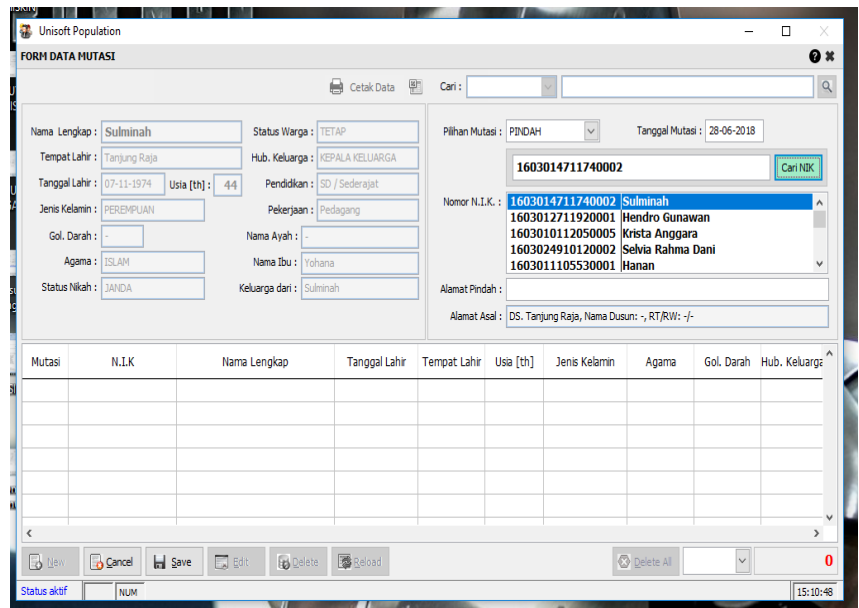 Unisoft Population
FORM DATA MUTASI
Cetak Data Cari :
Nama Lengkap : Sulminah Status Warga : TETAP Pilihan Mutasi : PINDAH Tanggal Mutasi : 28-06-2018
Tempat Lahir : Tanjung Raja Hub. Keluarga : KEPALA KELUARGA 1603014711740002 Cari NIK
Tanggal Lahir : 07-11-1974 Usia [th] : 44 Pendidikan : SD / Sederajat
Jenis Kelamin : PEREMPUAN Pekerjaan : Pedagang Nomor N.I.K. : 1603014711740002 Sulminah
1603012711920001 Hendro Gunawan
Gol. Darah : - Nama Ayah : - 1603010112050005 Krista Anggara
Agama : ISLAM Nama Ibu : Yohana 1603024910120002 Selvia Rahma Dani
1603011105530001 Hanan
Status Nikah : JANDA Keluarga dari : Sulminah Alamat Pindah :
Alamat Asal : DS. Tanjung Raja, Nama Dusun: -, RT/RW: -/-
Mutasi N.I.K Nama Lengkap Tanggal Lahir Tempat Lahir Usia [th] Jenis Kelamin Agama Gol. Darah Hub. Keluarga
New Cancel Save Edit Delete Reload Delete All 0
Status aktif NUM 15:10:48